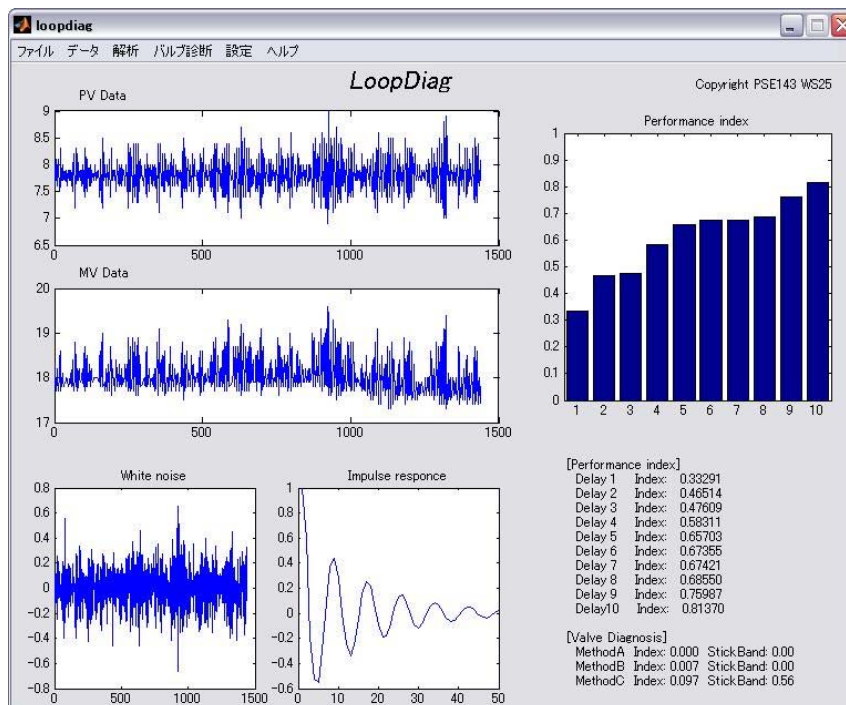 loopdiag
ファイル データ 解析 バルブ診断 設定 ヘルプ
LoopDiag
Copyright PSE143 WS25
PV Data
9
8.5
8
7.5
7
6.5
0 500 1000 1500
MV Data
20
19
18
17
0 500 1000 1500
White noise
0.8
0.6
0.4
0.2
0
-0.2
-0.4
-0.6
-0.8
0 500 1000 1500
Impulse responce
1
0.8
0.6
0.4
0.2
0
-0.2
-0.4
-0.6
0 10 20 30 40 50
Performance index
1
0.9
0.8
0.7
0.6
0.5
0.4
0.3
0.2
0.1
0
1 2 3 4 5 6 7 8 9 10
[Performance index]
Delay 1 Index: 0.33291
Delay 2 Index: 0.46514
Delay 3 Index: 0.47609
Delay 4 Index: 0.58311
Delay 5 Index: 0.65703
Delay 6 Index: 0.67355
Delay 7 Index: 0.67421
Delay 8 Index: 0.68550
Delay 9 Index: 0.75987
Delay10 Index: 0.81370
[Valve Diagnosis]
MethodA Index: 0.000 StickBand: 0.00
MethodB Index: 0.007 StickBand: 0.00
MethodC Index: 0.097 StickBand: 0.56